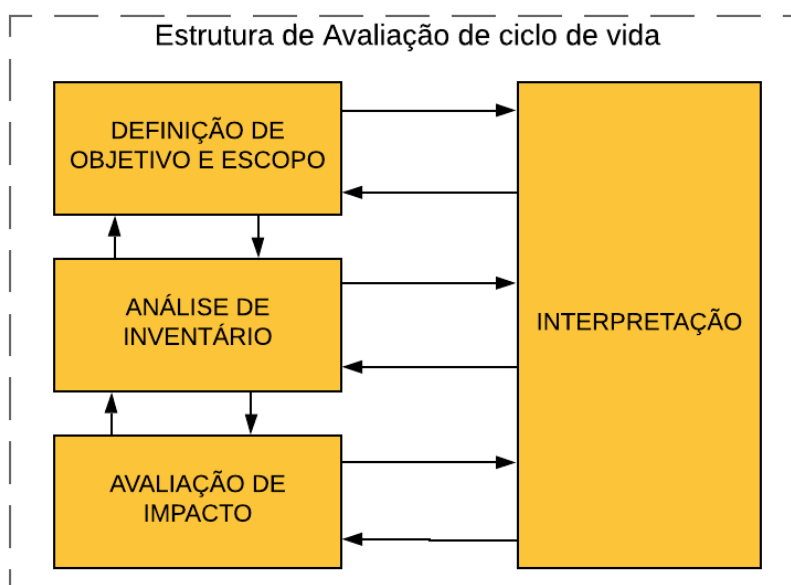 Estrutura de Avaliação de ciclo de vida
DEFINIÇÃO DE
OBJETIVO E ESCOPO
ANÁLISE DE
INVENTÁRIO
INTERPRETAÇÃO
AVALIAÇÃO DE
IMPACTO